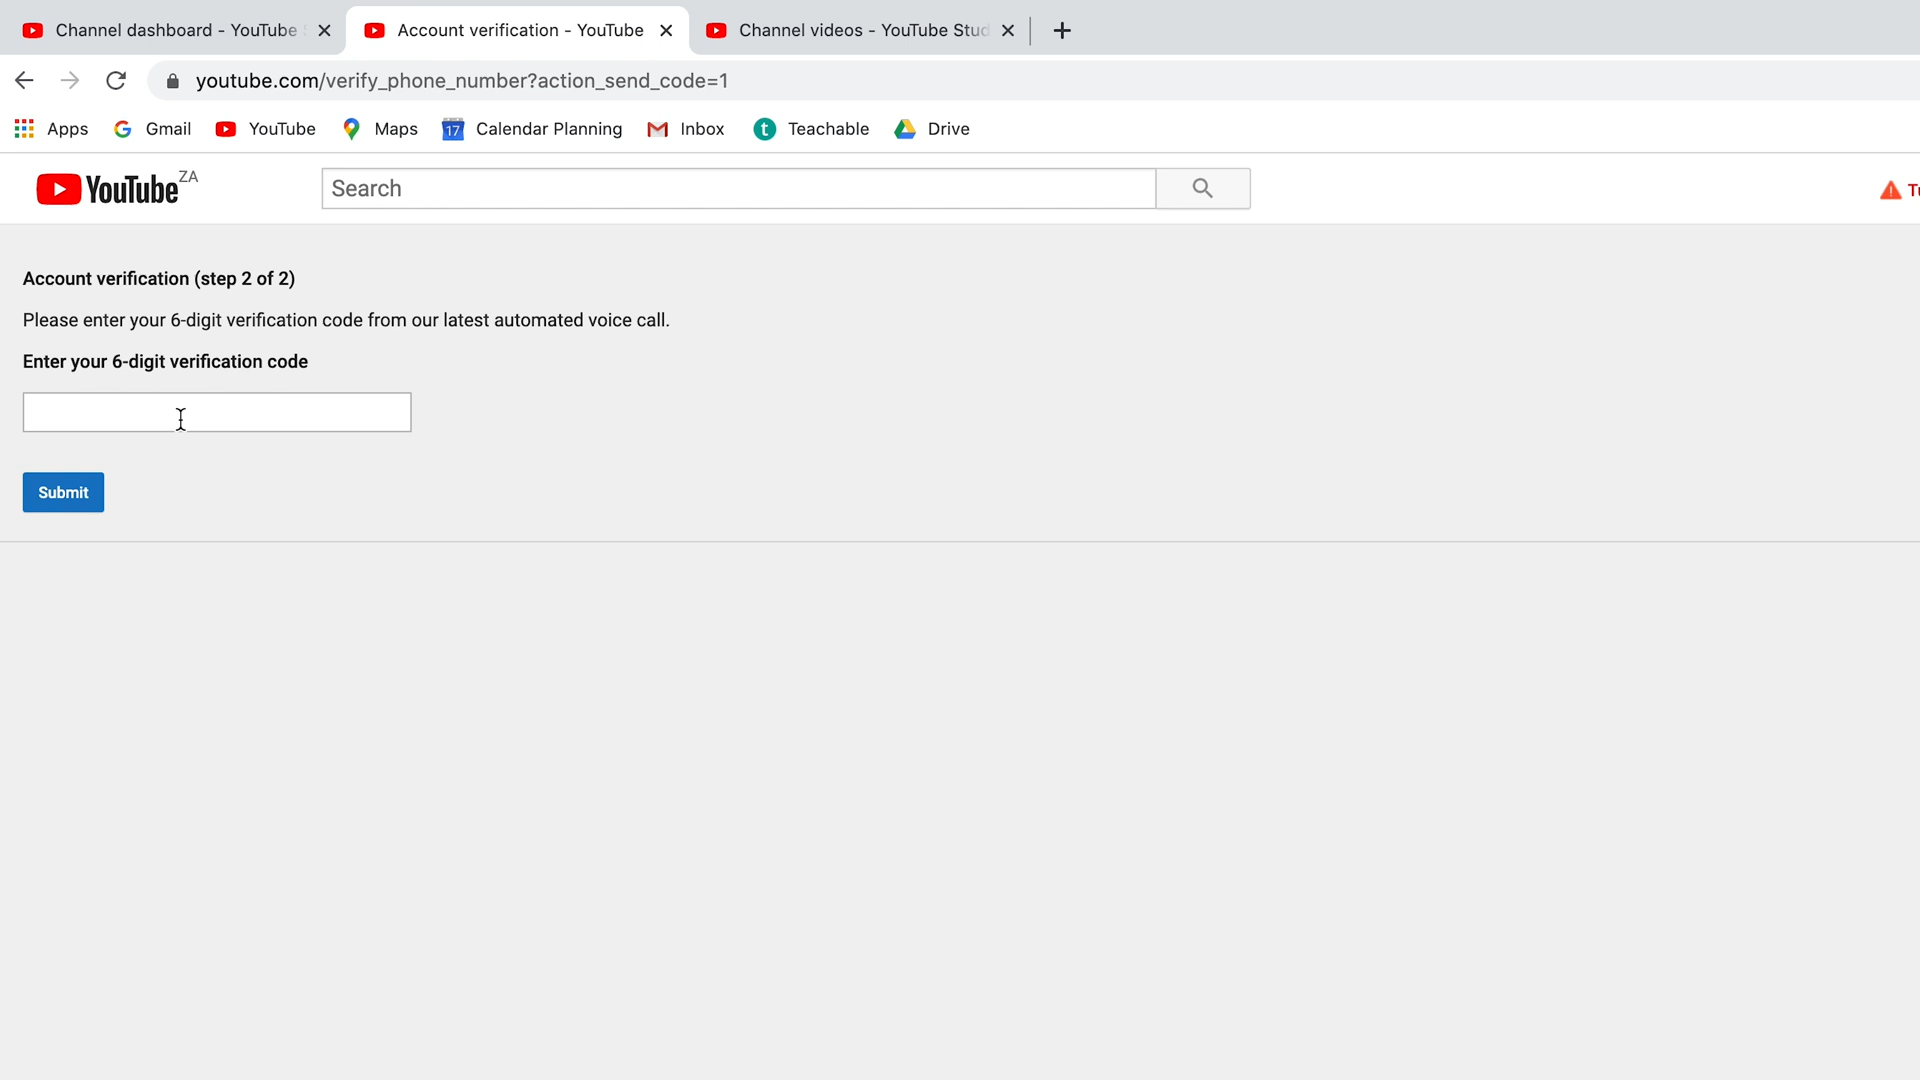 Channel dashboard - YouTube
Account verification - YouTube
Channel videos - YouTube Stud
youtube.com/verify_phone_number?action_send_code=1
Apps
Gmail
YouTube
Maps
17
Calendar Planning
Inbox
t
Teachable
Drive
YouTube ZA
Search
Account verification (step 2 of 2)
Please enter your 6-digit verification code from our latest automated voice call.
Enter your 6-digit verification code
Submit